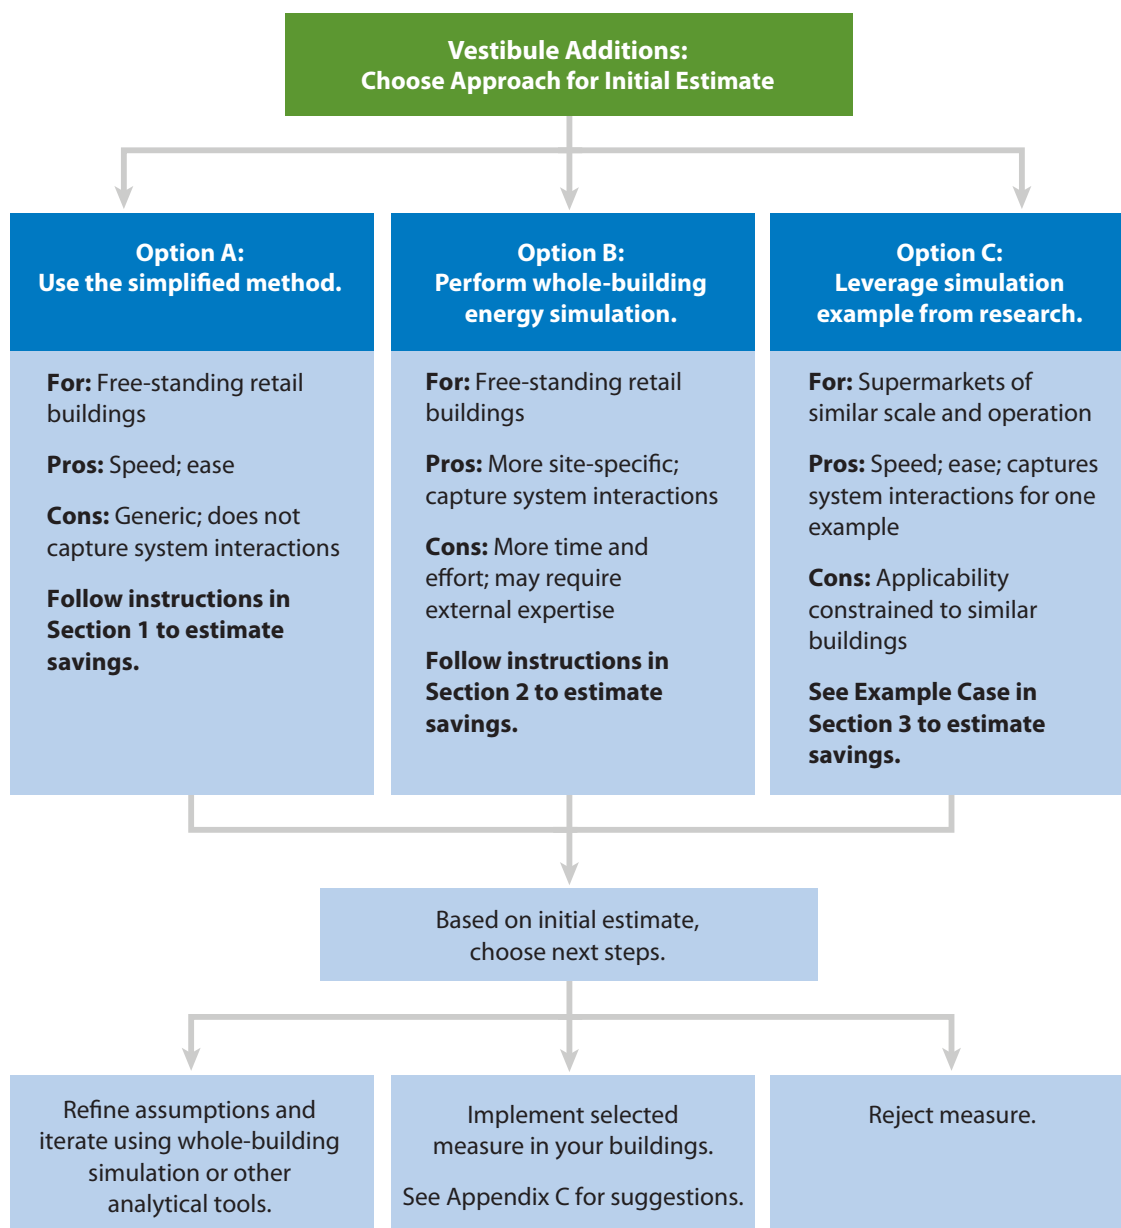 Vestibule Additions:
Choose Approach for Initial Estimate
Option A:
Use the simplified method.
For: Free-standing retail
buildings
Pros: Speed; ease
Cons: Generic; does not
capture system interactions
Follow instructions in
Section 1 to estimate
savings.
Option B:
Perform whole-building
energy simulation.
For: Free-standing retail
buildings
Pros: More site-specific;
capture system interactions
Cons: More time and
effort; may require
external expertise
Follow instructions in
Section 2 to estimate
savings.
Option C:
Leverage simulation
example from research.
For: Supermarkets of
similar scale and operation
Pros: Speed; ease; captures
system interactions for one
example
Cons: Applicability
constrained to similar
buildings
See Example Case in
Section 3 to estimate
savings.
Based on initial estimate,
choose next steps.
Refine assumptions and
iterate using whole-building
simulation or other
analytical tools.
Implement selected
measure in your buildings.
See Appendix C for suggestions.
Reject measure.